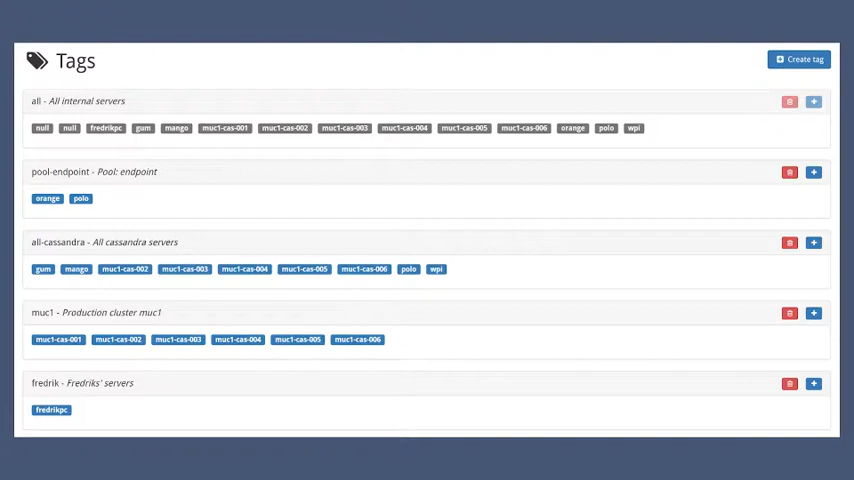 Tags
Create tag
all - All internal servers
null null fredrikpc gum mango muc1-cas-001 muc1-cas-002 muc1-cas-003 muc1-cas-004 muc1-cas-005 muc1-cas-006 orange polo wpi
pool-endpoint - Pool: endpoint
orange polo
all-cassandra - All cassandra servers
gum mango muc1-cas-002 muc1-cas-003 muc1-cas-004 muc1-cas-005 muc1-cas-006 polo wpi
muc1 - Production cluster muc1
muc1-cas-001 muc1-cas-002 muc1-cas-003 muc1-cas-004 muc1-cas-005 muc1-cas-006
fredrik - Fredriks' servers
fredrikpc